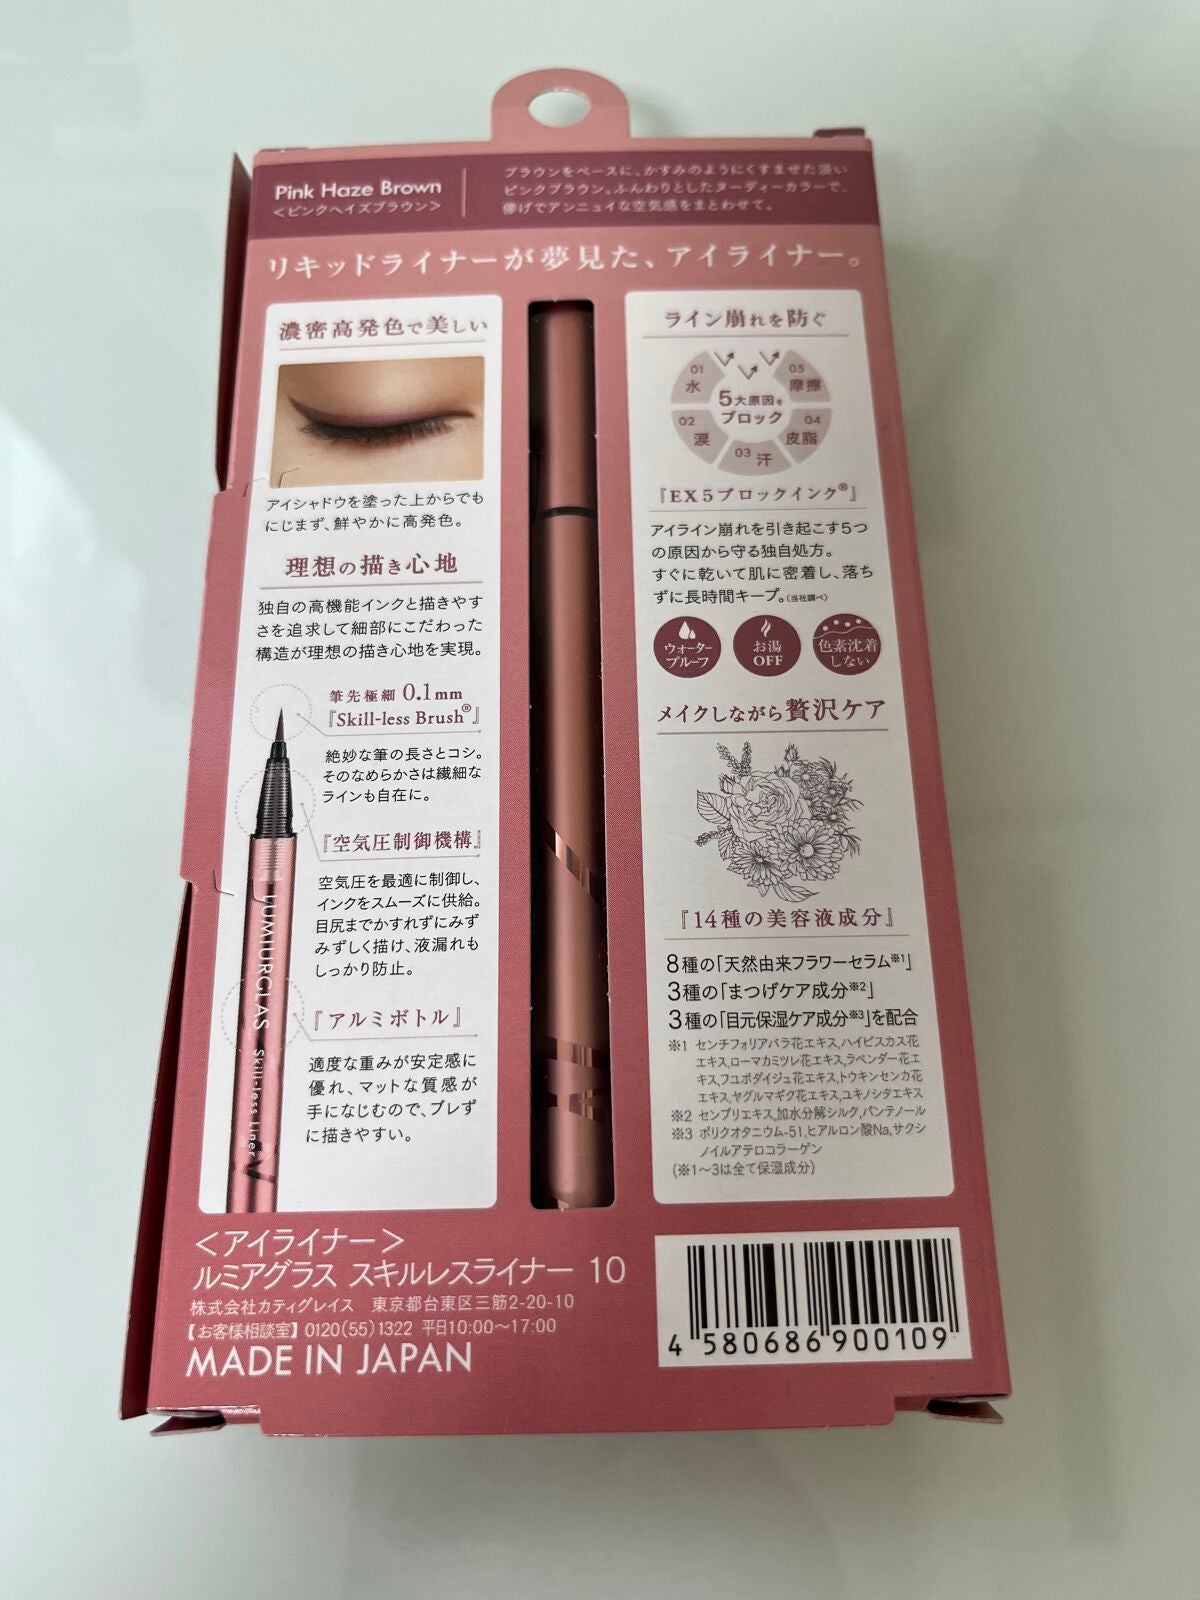 Pink Haze Brown
<ピンクヘイズブラウン>
ブラウンをベースに、かすみのようにくすませた淡い
ピンクブラウン。ふんわりとしたヌーディーカラーで、
儚げでアンニュイな空気感をまとわせて。
リキッドライナーが夢見た、アイライナー。
濃密高発色で美しい
アイシャドウを塗った上からでも
にじまず、鮮やかに高発色。
理想の描き心地
独自の高機能インクと描きやす
さを追求して細部にこだわった
構造が理想の描き心地を実現。
筆先極細 0.1mm
『Skill-less Brush®』
絶妙な筆の長さとコシ。
そのなめらかさは繊細な
ラインも自在に。
『空気圧制御機構』
空気圧を最適に制御し、
インクをスムーズに供給。
目尻までかすれずにみず
みずしく描け、液漏れも
しっかり防止。
『アルミボトル』
適度な重みが安定感に
優れ、マットな質感が
手になじむので、ブレず
に描きやすい。
LUMIURGLAS Skill-less Liner
ライン崩れを防ぐ
01
水
02
涙
03 汗
04
皮脂
05
摩擦
5大原因を
ブロック
『EX5ブロックインク®』
アイライン崩れを引き起こす5つ
の原因から守る独自処方。
すぐに乾いて肌に密着し、落ち
ずに長時間キープ。(当社調べ)
ウォーター
プルーフ
お湯
OFF
色素沈着
しない
メイクしながら贅沢ケア
『14種の美容液成分』
8種の「天然由来フラワーセラム※1」
3種の「まつげケア成分※2」
3種の「目元保湿ケア成分※3」を配合
※1 センチフォリアバラ花エキス,ハイビスカス花
エキス,ローマカミツレ花エキス,ラベンダー花エ
キス,フユボダイジュ花エキス,トウキンセンカ花
エキス,ヤグルマギク花エキス,ユキノシタエキス
※2 センブリエキス,加水分解シルク,パンテノール
※3 ポリクオタニウム-51,ヒアルロン酸Na,サクシ
ノイルアテロコラーゲン
(※1〜3は全て保湿成分)
<アイライナー>
ルミアグラス スキルレスライナー 10
株式会社カティグレイス 東京都台東区三筋2-20-10
【お客様相談室】0120(55)1322 平日10:00〜17:00
MADE IN JAPAN
4 580686 900109